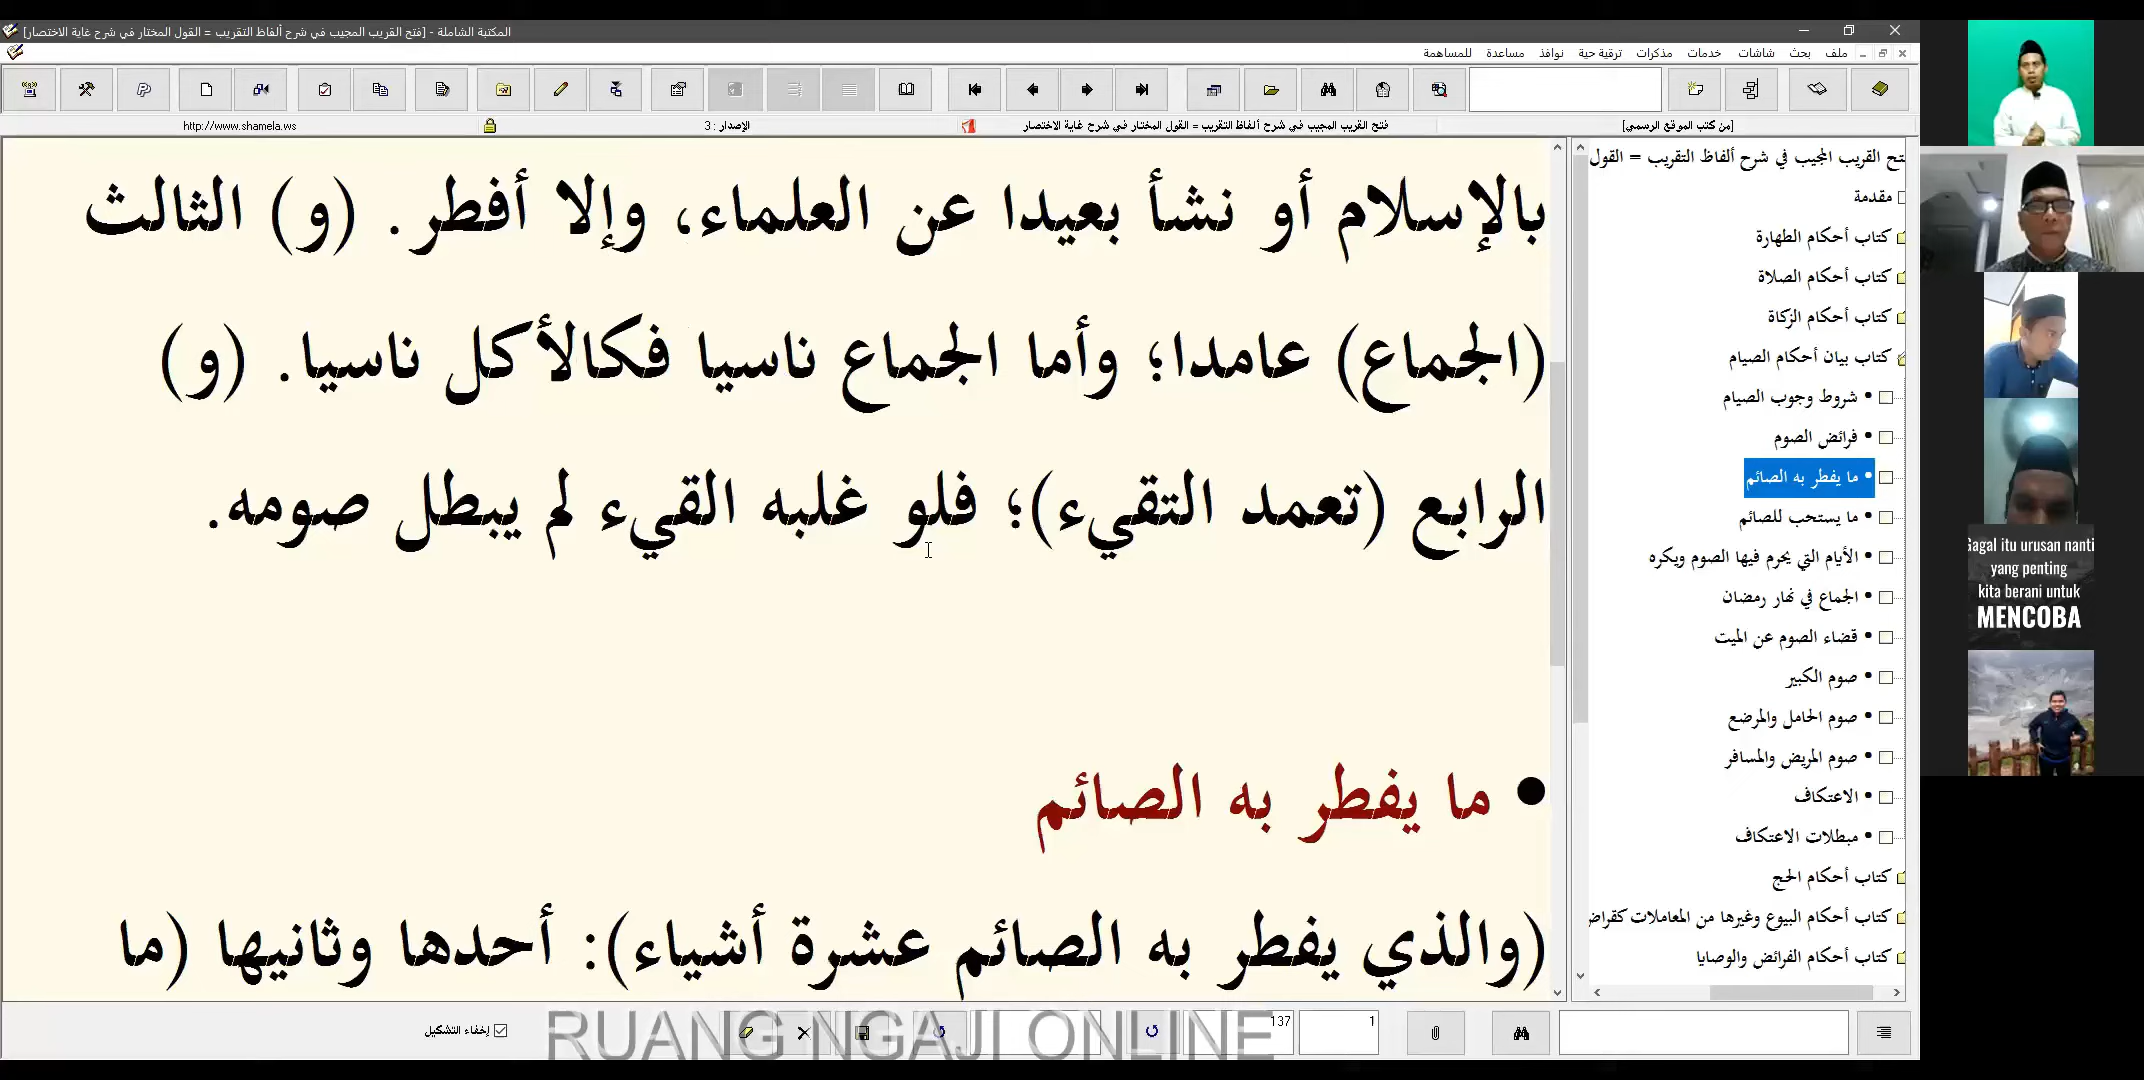 المكتبة الشاملة - [فتح القريب المجيب في شرح ألفاظ التقريب = القول المختار في شرح غاية الاختصار]
ملف بحث شاشات خدمات مذكرات ترقية حية نوافذ مساعدة للمساهمة
[من كتب الموقع الرسمي] فتح القريب المجيب في شرح ألفاظ التقريب = القول المختار في شرح غاية الاختصار الإصدار : 3 http://www.shamela.ws
بالإسلام أو نشأ بعيدا عن العلماء، وإلا أفطر. (و) الثالث
(الجماع) عامدا؛ وأما الجماع ناسيا فكالأكل ناسيا. (و)
الرابع (تعمد التقيء)؛ فلو غلبه القيء لم يبطل صومه.
• ما يفطر به الصائم
(والذي يفطر به الصائم عشرة أشياء): أحدها وثانيها (ما
فتح القريب المجيب في شرح ألفاظ التقريب = القول
مقدمة
كتاب أحكام الطهارة
كتاب أحكام الصلاة
كتاب أحكام الزكاة
كتاب بيان أحكام الصيام
• شروط وجوب الصيام
• فرائض الصوم
• ما يفطر به الصائم
• ما يستحب للصائم
• الأيام التي يحرم فيها الصوم ويكره
• الجماع في نهار رمضان
• قضاء الصوم عن الميت
• صوم الكبير
• صوم الحامل والمرضع
• صوم المريض والمسافر
• الاعتكاف
• مبطلات الاعتكاف
كتاب أحكام الحج
كتاب أحكام البيوع وغيرها من المعاملات كقراض
كتاب أحكام الفرائض والوصايا
Gagal itu urusan nanti
yang penting
kita berani untuk
MENCOBA
1 137 إخفاء التشكيل
RUANG NGAJI ONLINE